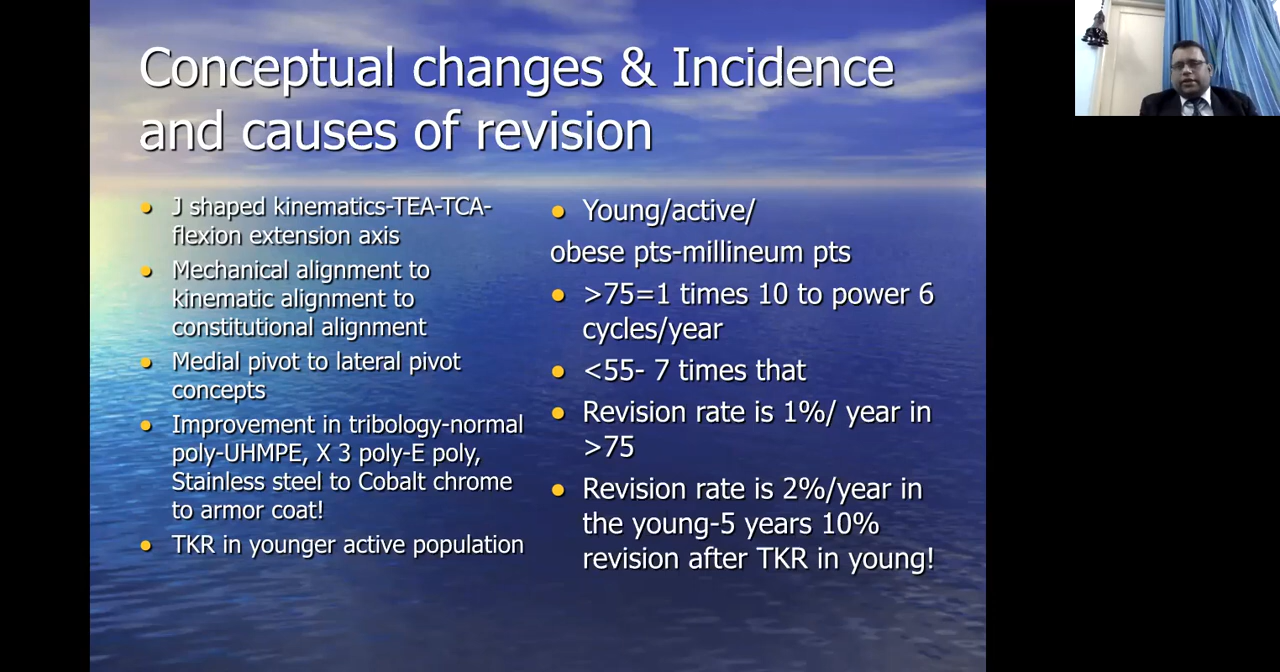 Conceptual changes & Incidence
and causes of revision
J shaped kinematics-TEA-TCA-
flexion extension axis
Mechanical alignment to
kinematic alignment to
constitutional alignment
Medial pivot to lateral pivot
concepts
Improvement in tribology-normal
poly-UHMPE, X 3 poly-E poly,
Stainless steel to Cobalt chrome
to armor coat!
TKR in younger active population
Young/active/
obese pts-millineum pts
>75=1 times 10 to power 6
cycles/year
<55- 7 times that
Revision rate is 1%/ year in
>75
Revision rate is 2%/year in
the young-5 years 10%
revision after TKR in young!